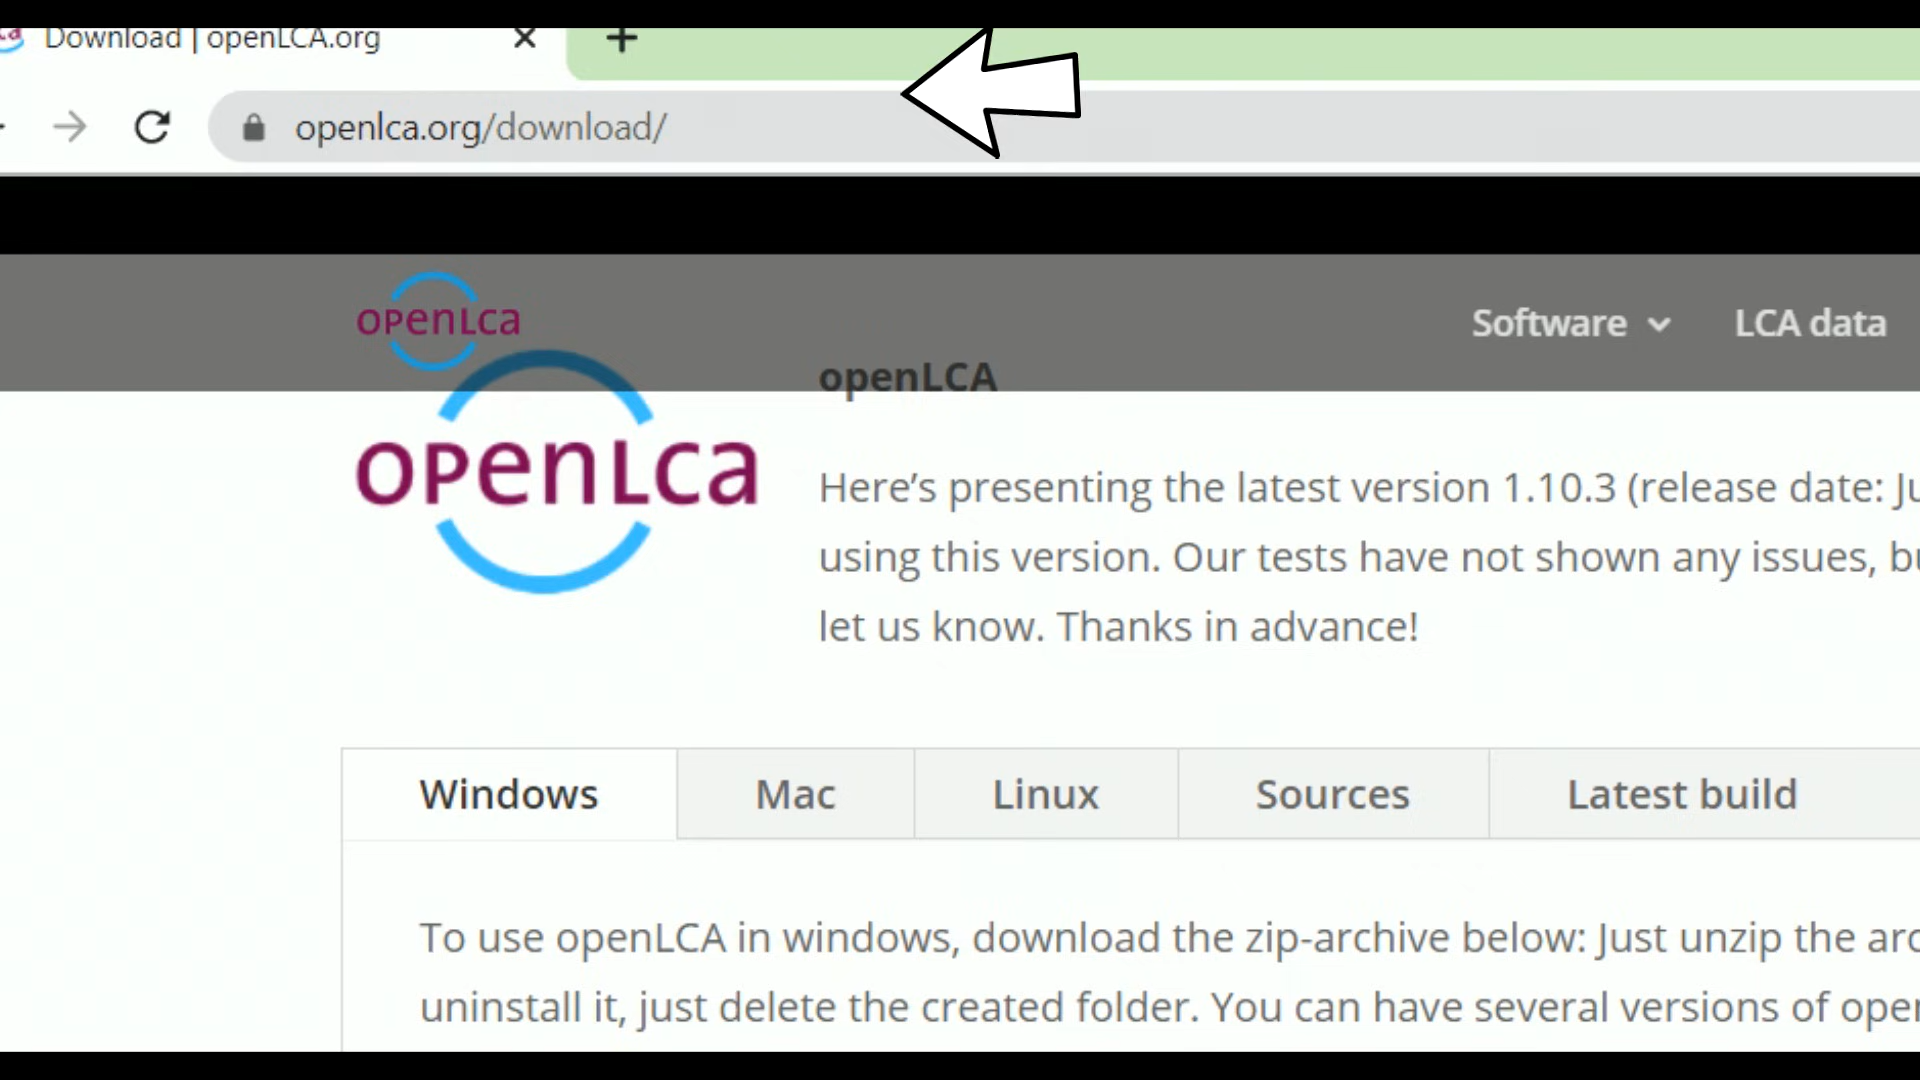 Download | openLCA.org
openlca.org/download/
openLca
Software
LCA data
openLCA
openLca
Here's presenting the latest version 1.10.3 (release date:
using this version. Our tests have not shown any issues,
let us know. Thanks in advance!
Windows
Mac
Linux
Sources
Latest build
To use openLCA in windows, download the zip-archive below: Just unzip the
uninstall it, just delete the created folder. You can have several versions of